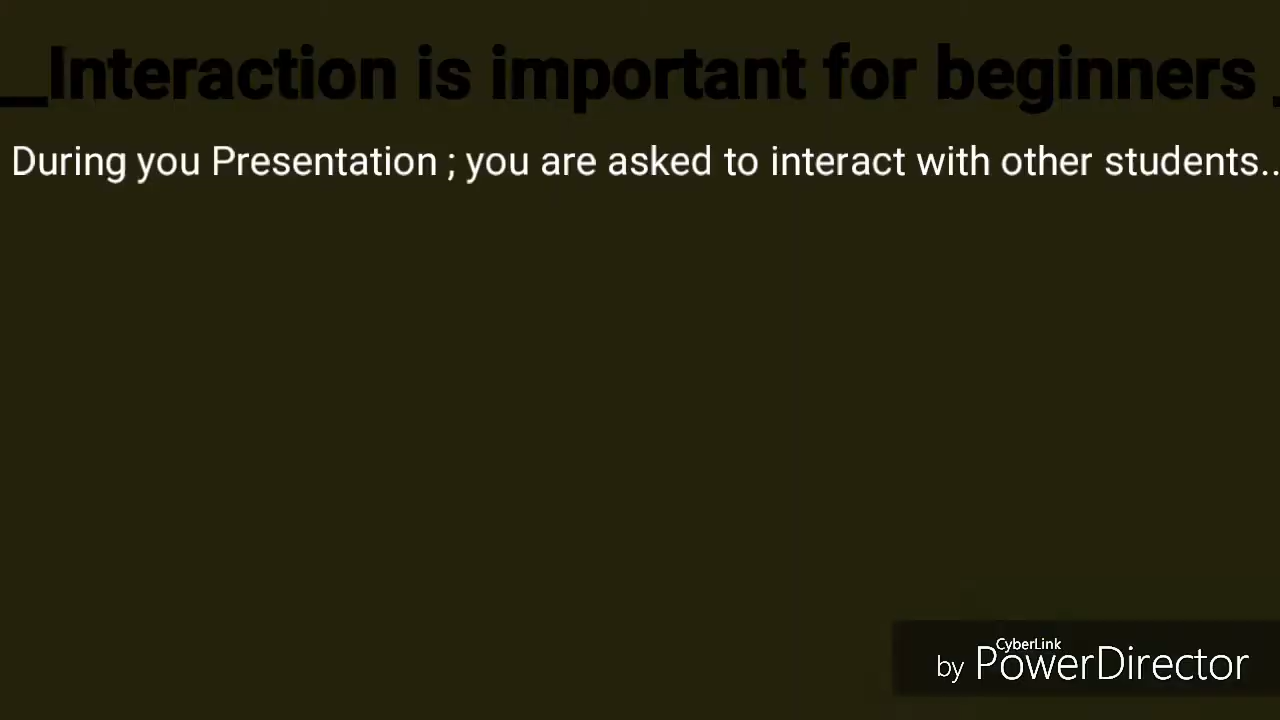 _Interaction is important for beginners
During you Presentation ; you are asked to interact with other students..
CyberLink
by PowerDirector